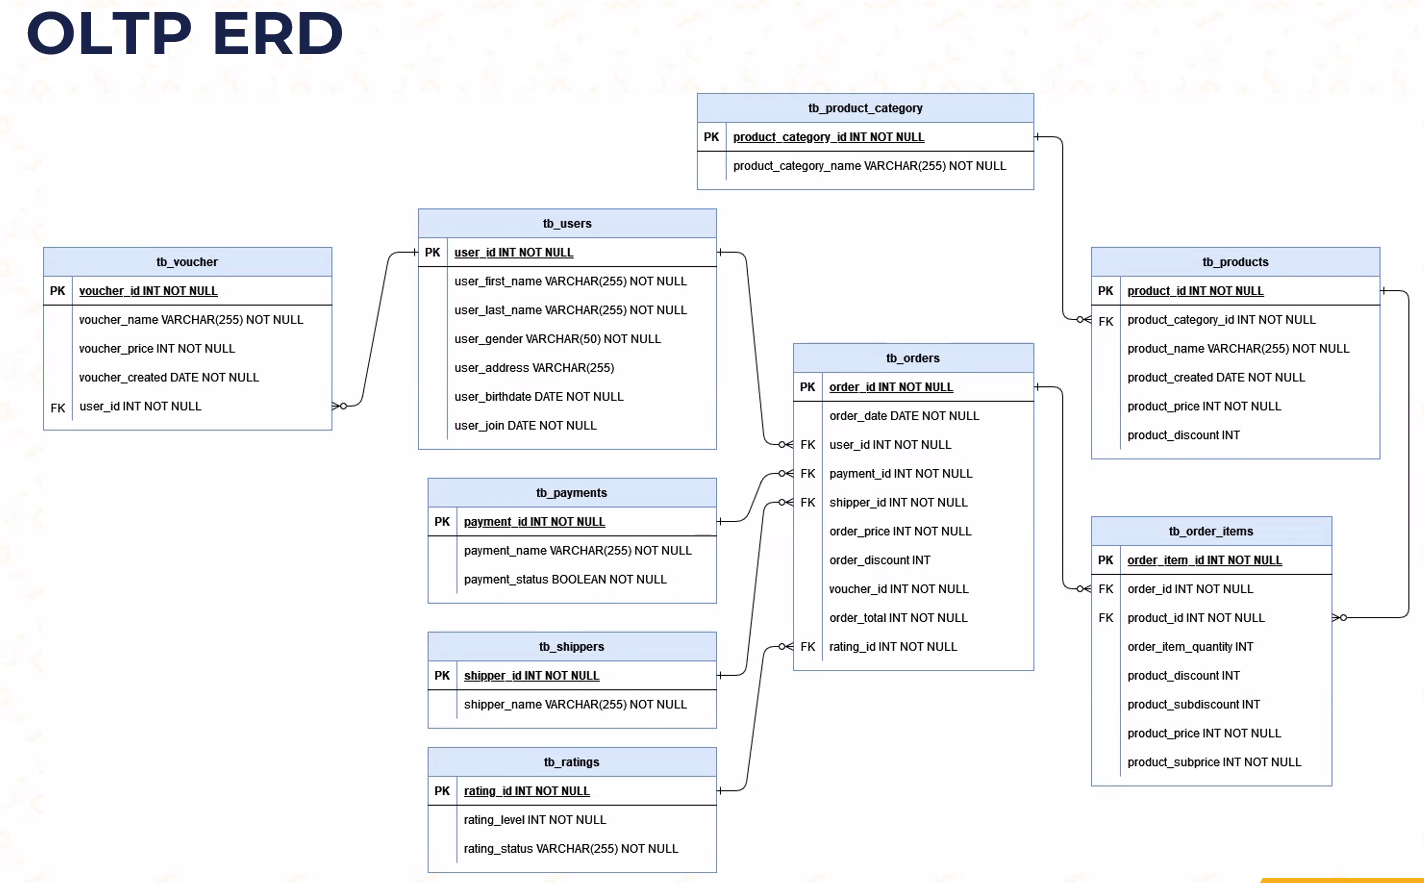 OLTP ERD
tb_product_category
PK product_category_id INT NOT NULL
product_category_name VARCHAR(255) NOT NULL
tb_users
PK user_id INT NOT NULL
user_first_name VARCHAR(255) NOT NULL
user_last_name VARCHAR(255) NOT NULL
user_gender VARCHAR(50) NOT NULL
user_address VARCHAR(255)
user_birthdate DATE NOT NULL
user_join DATE NOT NULL
tb_voucher
PK voucher_id INT NOT NULL
voucher_name VARCHAR(255) NOT NULL
voucher_price INT NOT NULL
voucher_created DATE NOT NULL
FK user_id INT NOT NULL
tb_products
PK product_id INT NOT NULL
FK product_category_id INT NOT NULL
product_name VARCHAR(255) NOT NULL
product_created DATE NOT NULL
product_price INT NOT NULL
product_discount INT
tb_orders
PK order_id INT NOT NULL
order_date DATE NOT NULL
FK user_id INT NOT NULL
FK payment_id INT NOT NULL
FK shipper_id INT NOT NULL
order_price INT NOT NULL
order_discount INT
voucher_id INT NOT NULL
order_total INT NOT NULL
FK rating_id INT NOT NULL
tb_payments
PK payment_id INT NOT NULL
payment_name VARCHAR(255) NOT NULL
payment_status BOOLEAN NOT NULL
tb_order_items
PK order_item_id INT NOT NULL
FK order_id INT NOT NULL
FK product_id INT NOT NULL
order_item_quantity INT
product_discount INT
product_subdiscount INT
product_price INT NOT NULL
product_subprice INT NOT NULL
tb_shippers
PK shipper_id INT NOT NULL
shipper_name VARCHAR(255) NOT NULL
tb_ratings
PK rating_id INT NOT NULL
rating_level INT NOT NULL
rating_status VARCHAR(255) NOT NULL